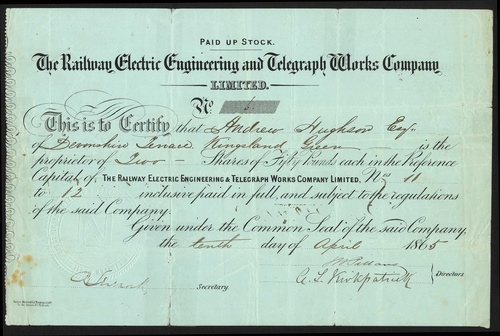 PAID UP STOCK.
The Railway Electric Engineering and Telegraph Works Company
LIMITED.
No 6
This is to Certify that Andrew Hughson Esqr
of Devonshire Terrace Kingsland Green is the
proprietor of Two Shares of Fifty Pounds each in the Reference
Capital of THE RAILWAY ELECTRIC ENGINEERING & TELEGRAPH WORKS COMPANY LIMITED. Nos 11
to 12 inclusive paid in full, and subject to the regulations
of the said Company.
Given under the Common Seal of the said Company,
the tenth day of April 1865
A. L. Kirkpatrick
Directors
Secretary.